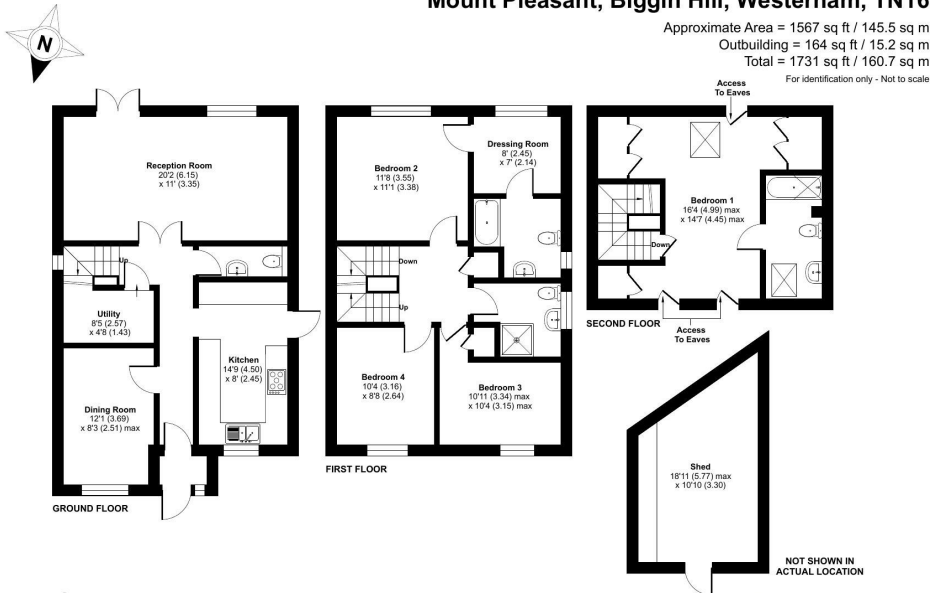 Mount Pleasant, Biggin Hill, Westerham, TN16
Approximate Area = 1567 sq ft / 145.5 sq m
Outbuilding = 164 sq ft / 15.2 sq m
Total = 1731 sq ft / 160.7 sq m
For identification only - Not to scale
N
Reception Room
20'2 (6.15)
x 11' (3.35)
Up
Utility
8'5 (2.57)
x 4'8 (1.43)
Kitchen
14'9 (4.50)
x 8' (2.45)
Dining Room
12'1 (3.69)
x 8'3 (2.51) max
GROUND FLOOR
Bedroom 2
11'8 (3.55)
x 11'1 (3.38)
Dressing Room
8' (2.45)
x 7' (2.14)
Down
Up
Bedroom 4
10'4 (3.16)
x 8'8 (2.64)
Bedroom 3
10'11 (3.34) max
x 10'4 (3.15) max
FIRST FLOOR
Access
To Eaves
Bedroom 1
16'4 (4.99) max
x 14'7 (4.45) max
Down
SECOND FLOOR
Access
To Eaves
Shed
18'11 (5.77) max
x 10'10 (3.30)
NOT SHOWN IN
ACTUAL LOCATION